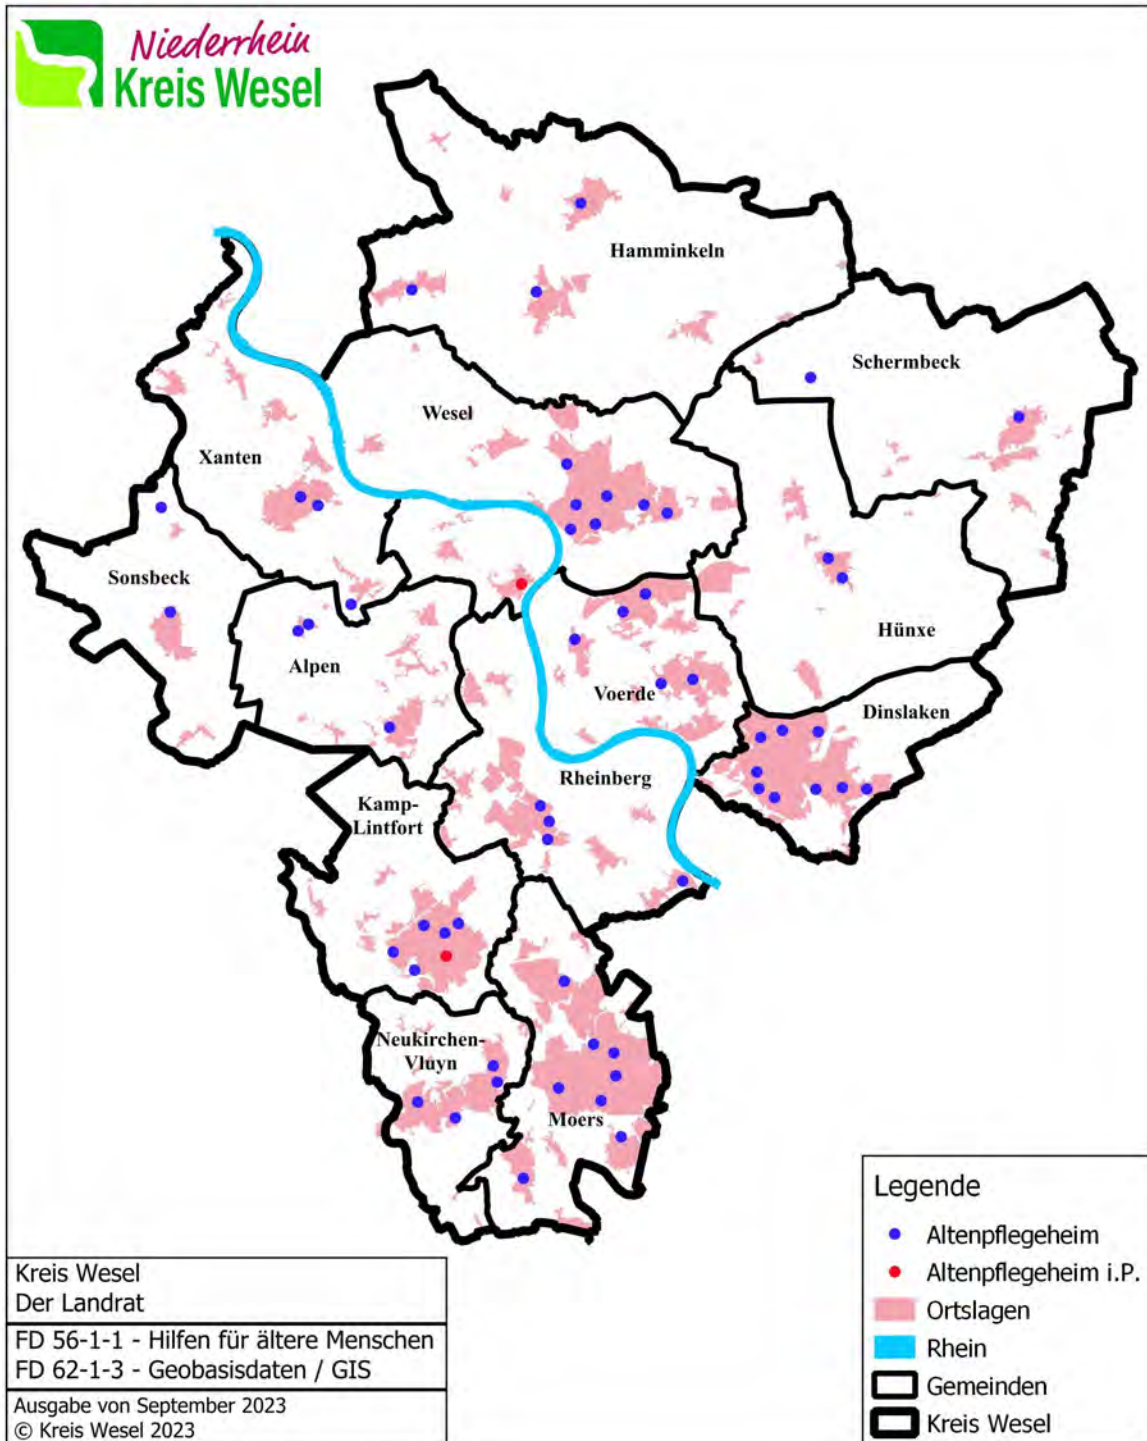 Niederrhein
Kreis Wesel
Hamminkeln
Schermbeck
Wesel
Xanten
Sonsbeck
Hünxe
Alpen
Voerde
Dinslaken
Rheinberg
Kamp-
Lintfort
Neukirchen-
Vluyn
Moers
Legende
Altenpflegeheim
Altenpflegeheim i.P.
Ortslagen
Rhein
Gemeinden
Kreis Wesel
Kreis Wesel
Der Landrat
FD 56-1-1 - Hilfen für ältere Menschen
FD 62-1-3 - Geobasisdaten / GIS
Ausgabe von September 2023
© Kreis Wesel 2023